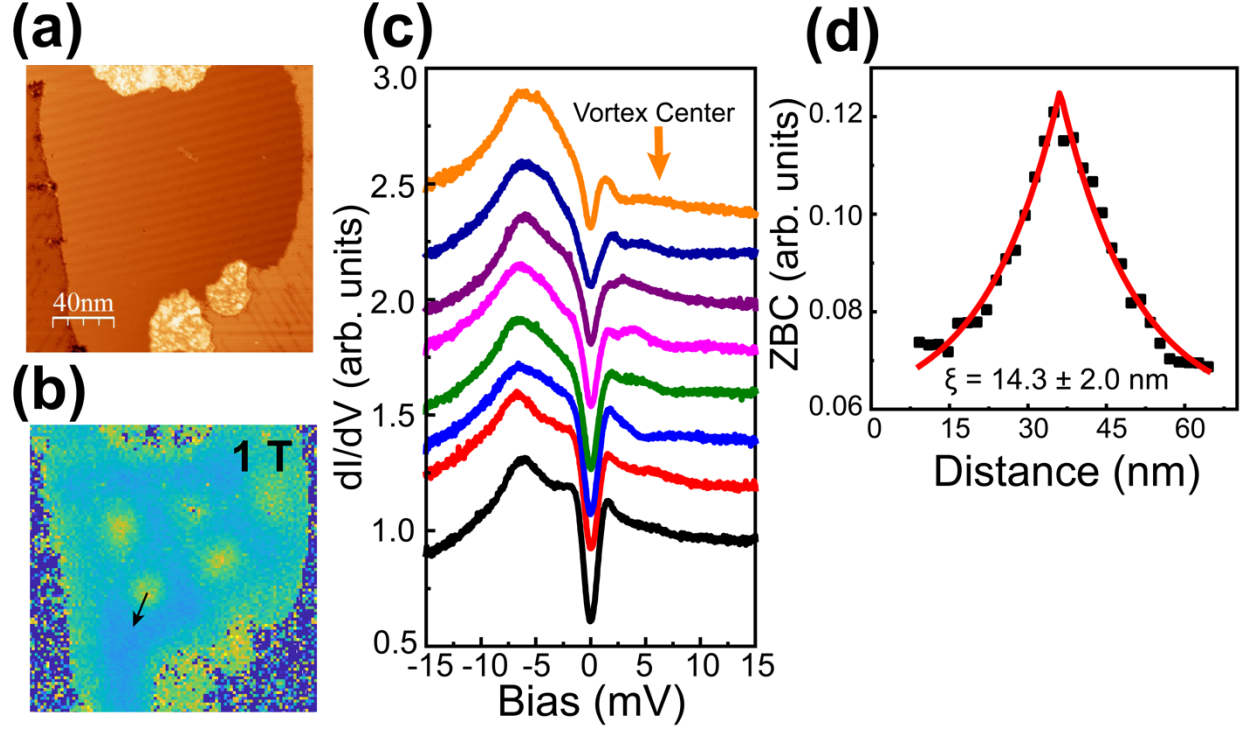 (a)
40nm
(b)
1 T
(c)
Vortex Center
dI/dV (arb. units)
3.0
2.5
2.0
1.5
1.0
0.5
-15 -10 -5 0 5 10 15
Bias (mV)
(d)
ZBC (arb. units)
0.12
0.10
0.08
0.06
ξ = 14.3 ± 2.0 nm
0 15 30 45 60
Distance (nm)